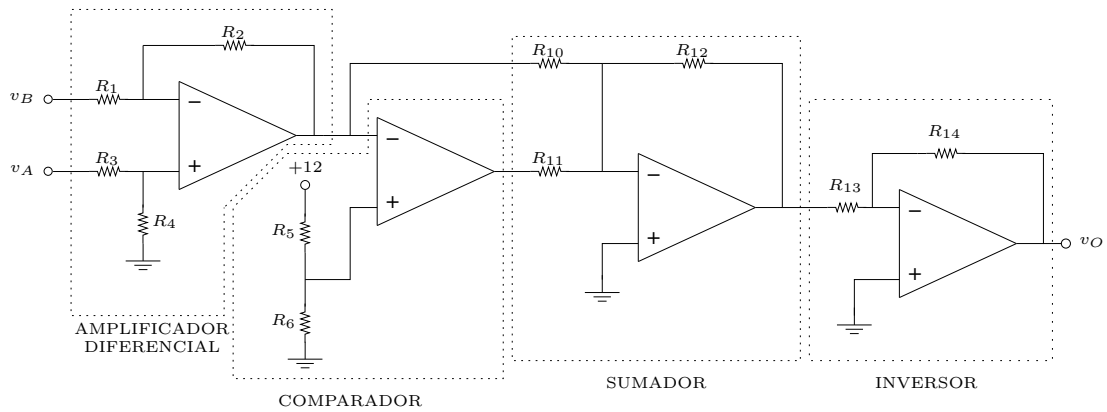 R2
R10
R12
vB
R1
−
−
R14
vA
R3
+
+12
R11
−
R13
R4
R5
+
−
+
vO
R6
+
AMPLIFICADOR
DIFERENCIAL
SUMADOR
INVERSOR
COMPARADOR